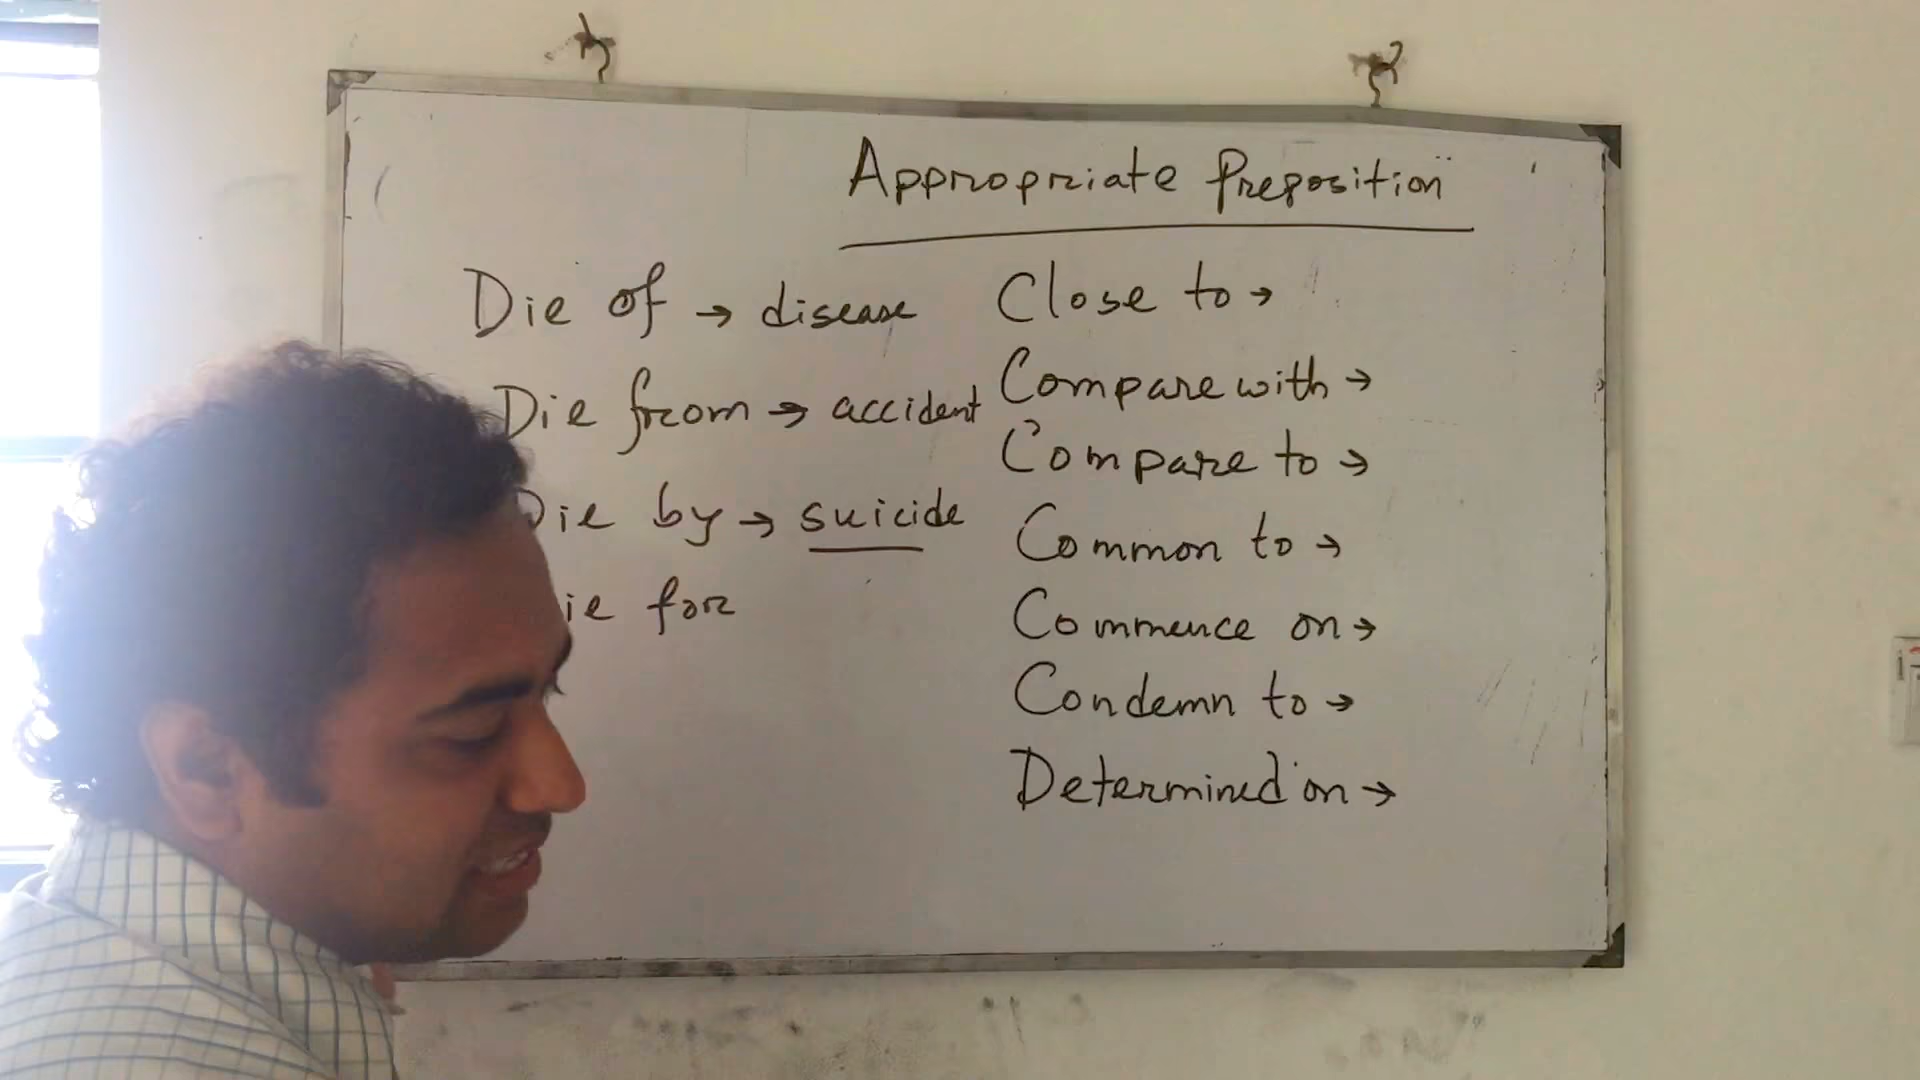 Appropriate Preposition
Die of → disease
Die from → accident
Die by → suicide
Die for
Close to →
Compare with →
Compare to →
Common to →
Commence on →
Condemn to →
Determined on →